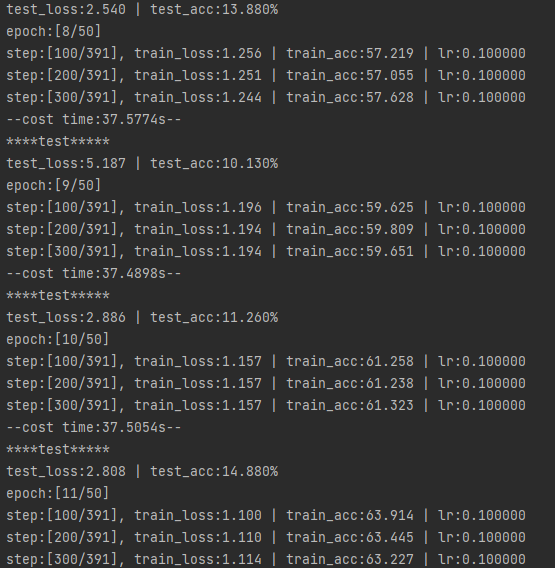 test_loss:2.540 | test_acc:13.880%
epoch:[8/50]
step:[100/391], train_loss:1.256 | train_acc:57.219 | lr:0.100000
step:[200/391], train_loss:1.251 | train_acc:57.055 | lr:0.100000
step:[300/391], train_loss:1.244 | train_acc:57.628 | lr:0.100000
--cost time:37.5774s--
****test*****
test_loss:5.187 | test_acc:10.130%
epoch:[9/50]
step:[100/391], train_loss:1.196 | train_acc:59.625 | lr:0.100000
step:[200/391], train_loss:1.194 | train_acc:59.809 | lr:0.100000
step:[300/391], train_loss:1.194 | train_acc:59.651 | lr:0.100000
--cost time:37.4898s--
****test*****
test_loss:2.886 | test_acc:11.260%
epoch:[10/50]
step:[100/391], train_loss:1.157 | train_acc:61.258 | lr:0.100000
step:[200/391], train_loss:1.157 | train_acc:61.238 | lr:0.100000
step:[300/391], train_loss:1.157 | train_acc:61.323 | lr:0.100000
--cost time:37.5054s--
****test*****
test_loss:2.808 | test_acc:14.880%
epoch:[11/50]
step:[100/391], train_loss:1.100 | train_acc:63.914 | lr:0.100000
step:[200/391], train_loss:1.110 | train_acc:63.445 | lr:0.100000
step:[300/391], train_loss:1.114 | train_acc:63.227 | lr:0.100000